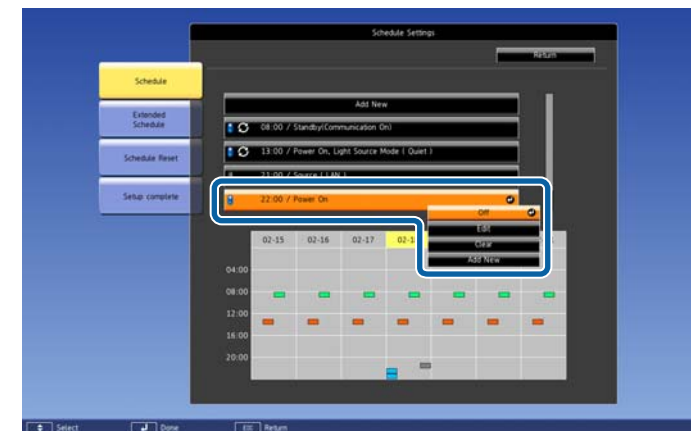 Schedule Settings
Return
Schedule
Extended
Schedule
Schedule Reset
Setup complete
Add New
08:00 / Standby(Communication On)
13:00 / Power On, Light Source Mode ( Quiet )
21:00 / Source ( LAN )
22:00 / Power On
Off
Edit
Clear
Add New
02-15 02-16 02-17 02-1
04:00
08:00
12:00
16:00
20:00
Select Done Esc Return